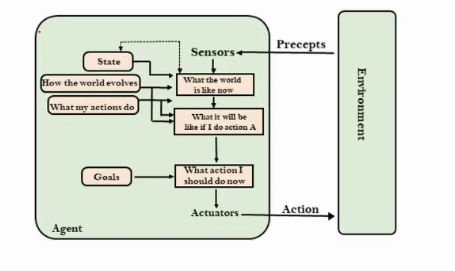 Sensors
Precepts
State
How the world evolves
What the world
is like now
What my actions do
What it will be
like if I do action A
Goals
What action I
should do now
Actuators
Action
Agent
Environment